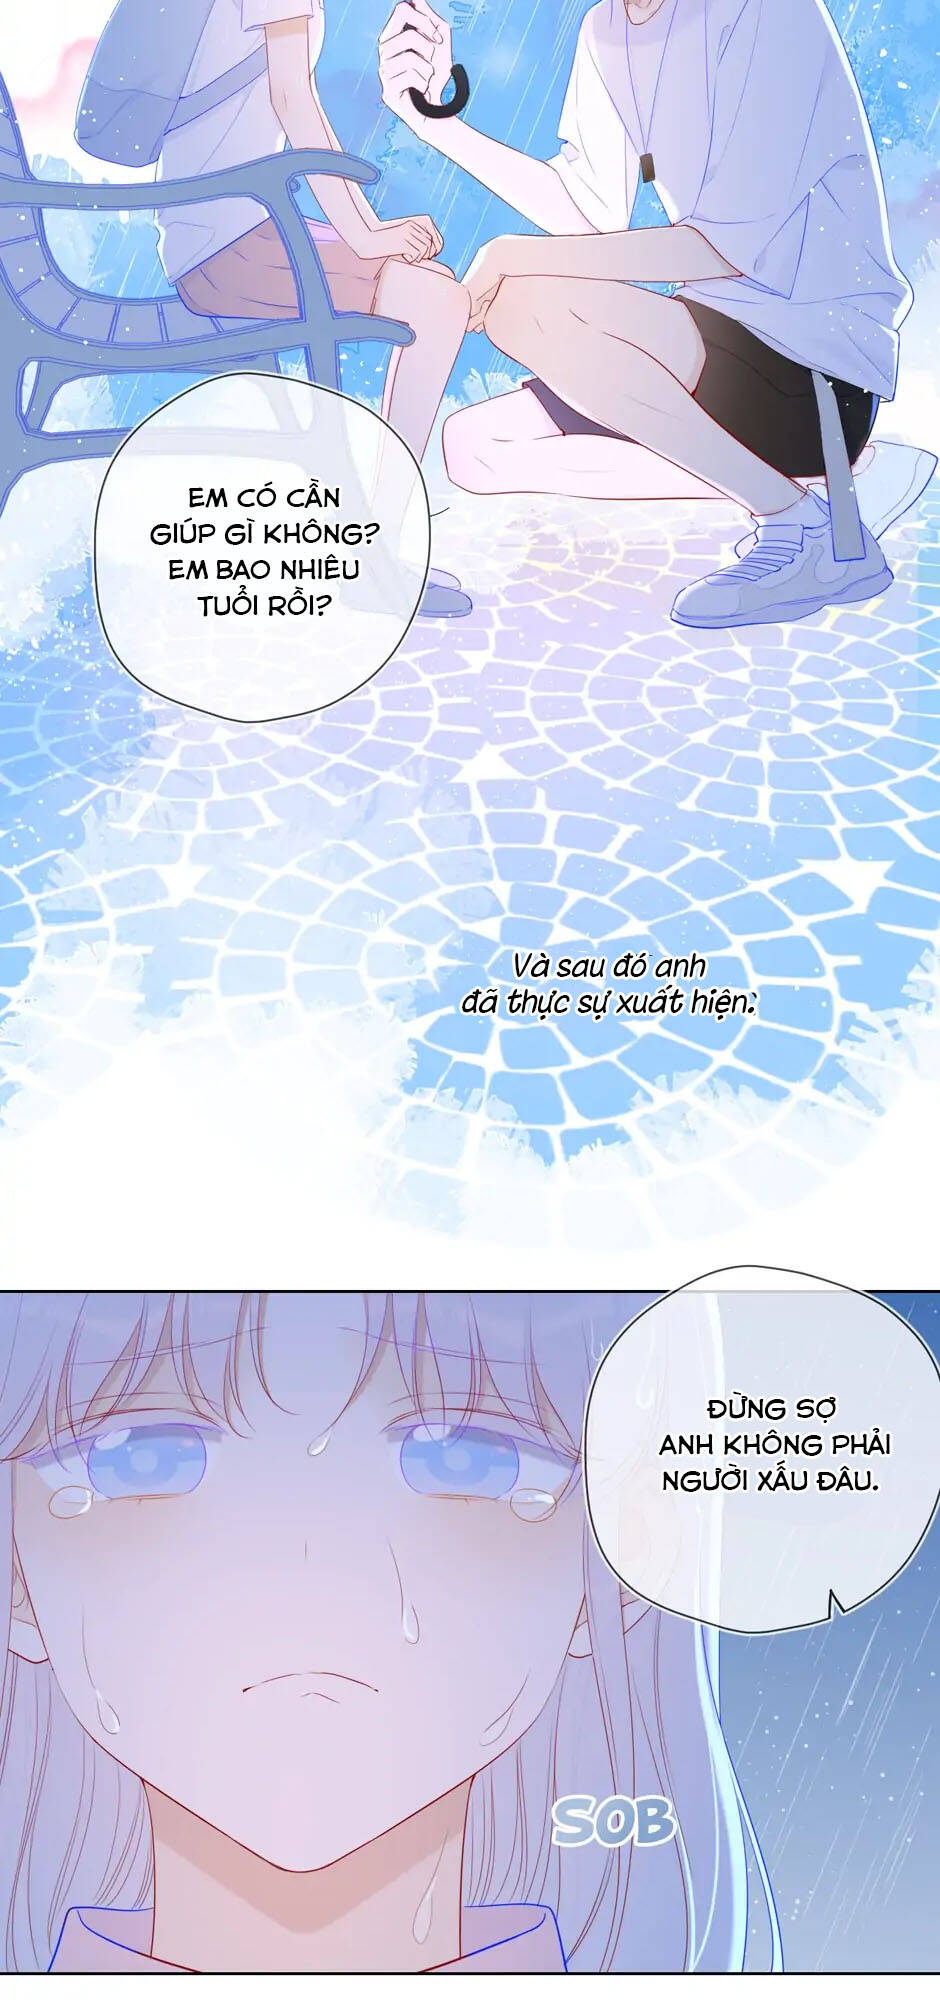 EM CÓ CẦN
GIÚP GÌ KHÔNG?
EM BAO NHIÊU
TUỔI RỒI?
Và sau đó anh
đã thực sự xuất hiện.
ĐỪNG SỢ
ANH KHÔNG PHẢI
NGƯỜI XẤU ĐÂU.
SOB